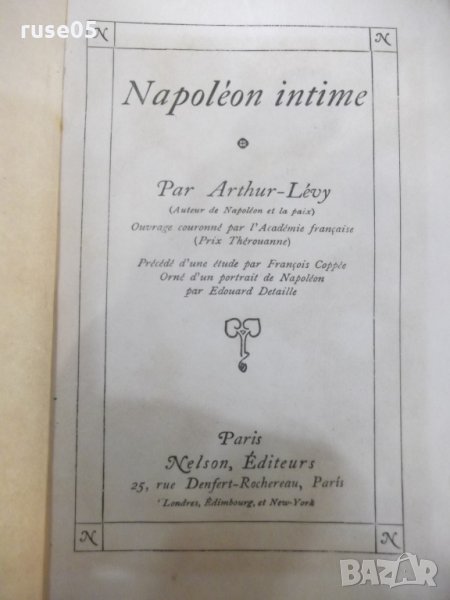 ruse05
N
N
Napoléon intime
Par Arthur-Lévy
(Auteur de Napoléon et la paix)
Ouvrage couronné par l'Académie française
(Prix Thérouanne)
Précédé d'une étude par François Coppée
Orné d'un portrait de Napoléon
par Edouard Detaille
Paris
Nelson, Éditeurs
25, rue Denfert-Rochereau, Paris
Londres, Édimbourg, et New-York
N
N
BAZAR
.bg